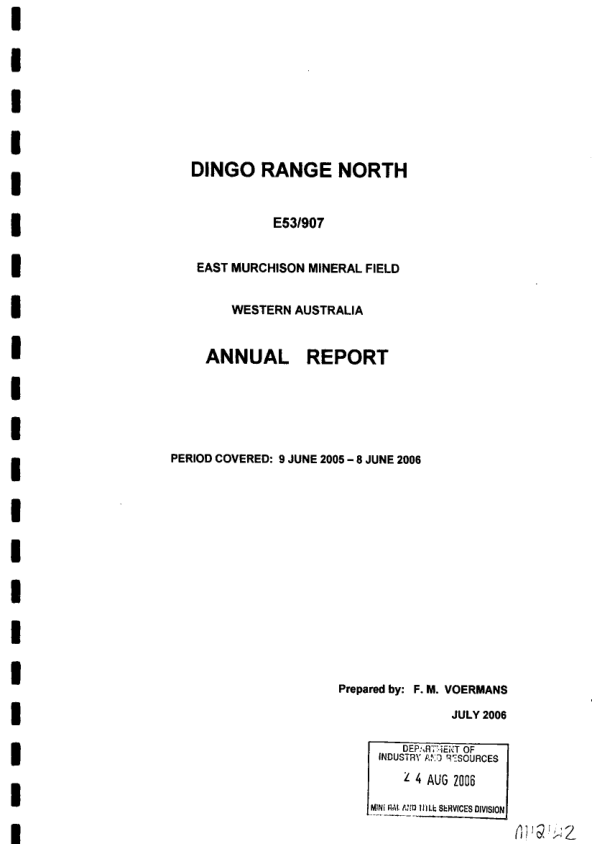 DINGO RANGE NORTH
E53/907
EAST MURCHISON MINERAL FIELD
WESTERN AUSTRALIA
ANNUAL REPORT
PERIOD COVERED: 9 JUNE 2005 – 8 JUNE 2006
Prepared by: F. M. VOERMANS
JULY 2006
DEPARTMENT OF
INDUSTRY AND RESOURCES
24 AUG 2006
MINERAL AND TITLE SERVICES DIVISION